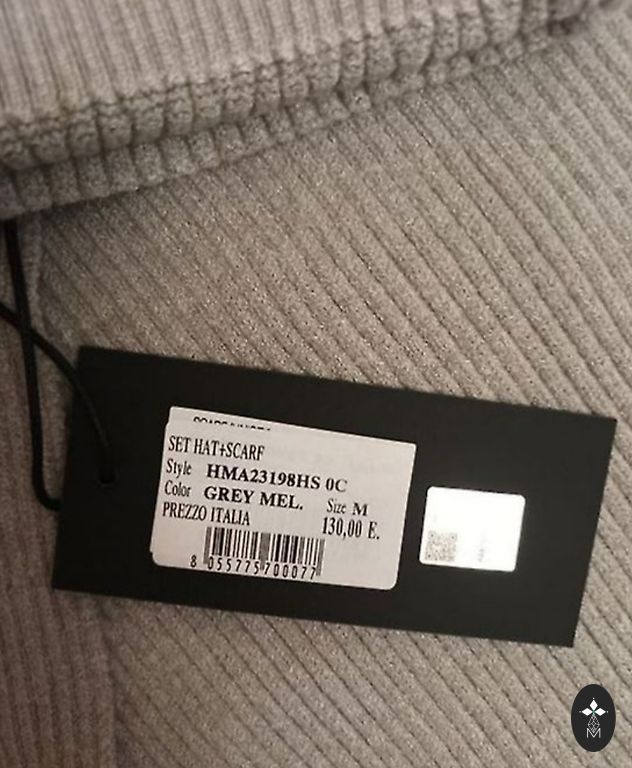 SET HAT+SCARF
Style HMA23198HS 0C
Color GREY MEL. Size M
PREZZO ITALIA 130,00 E.
8 055775 700077
M